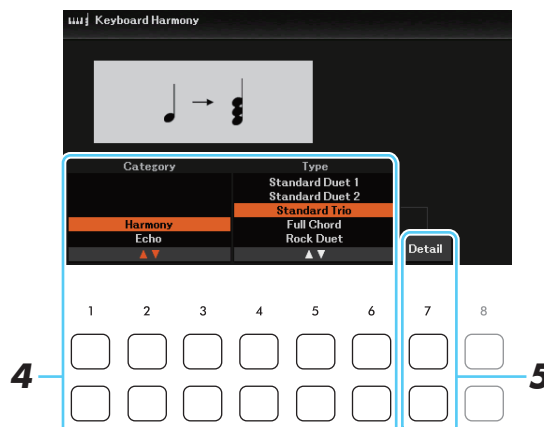 Keyboard Harmony
Category Type
Standard Duet 1
Standard Duet 2
Standard Trio
Harmony Full Chord
Echo Rock Duet
Detail
1 2 3 4 5 6 7 8
4 5